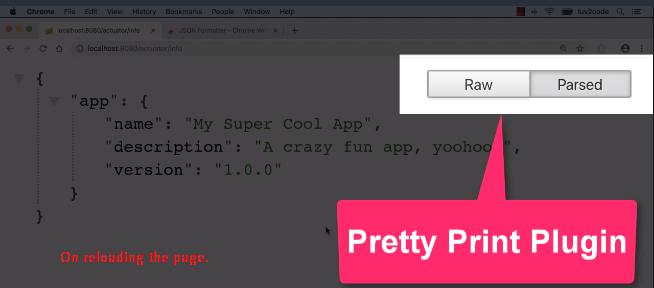 Chrome File Edit View History Bookmarks People Window Help luv2code
localhost:8080/actuator/info JSON Formatter - Chrome We
localhost:8080/actuator/info
Raw Parsed
{
"app": {
"name": "My Super Cool App",
"description": "A crazy fun app, yoohoo!",
"version": "1.0.0"
}
}
Pretty Print Plugin
On reloading the page.